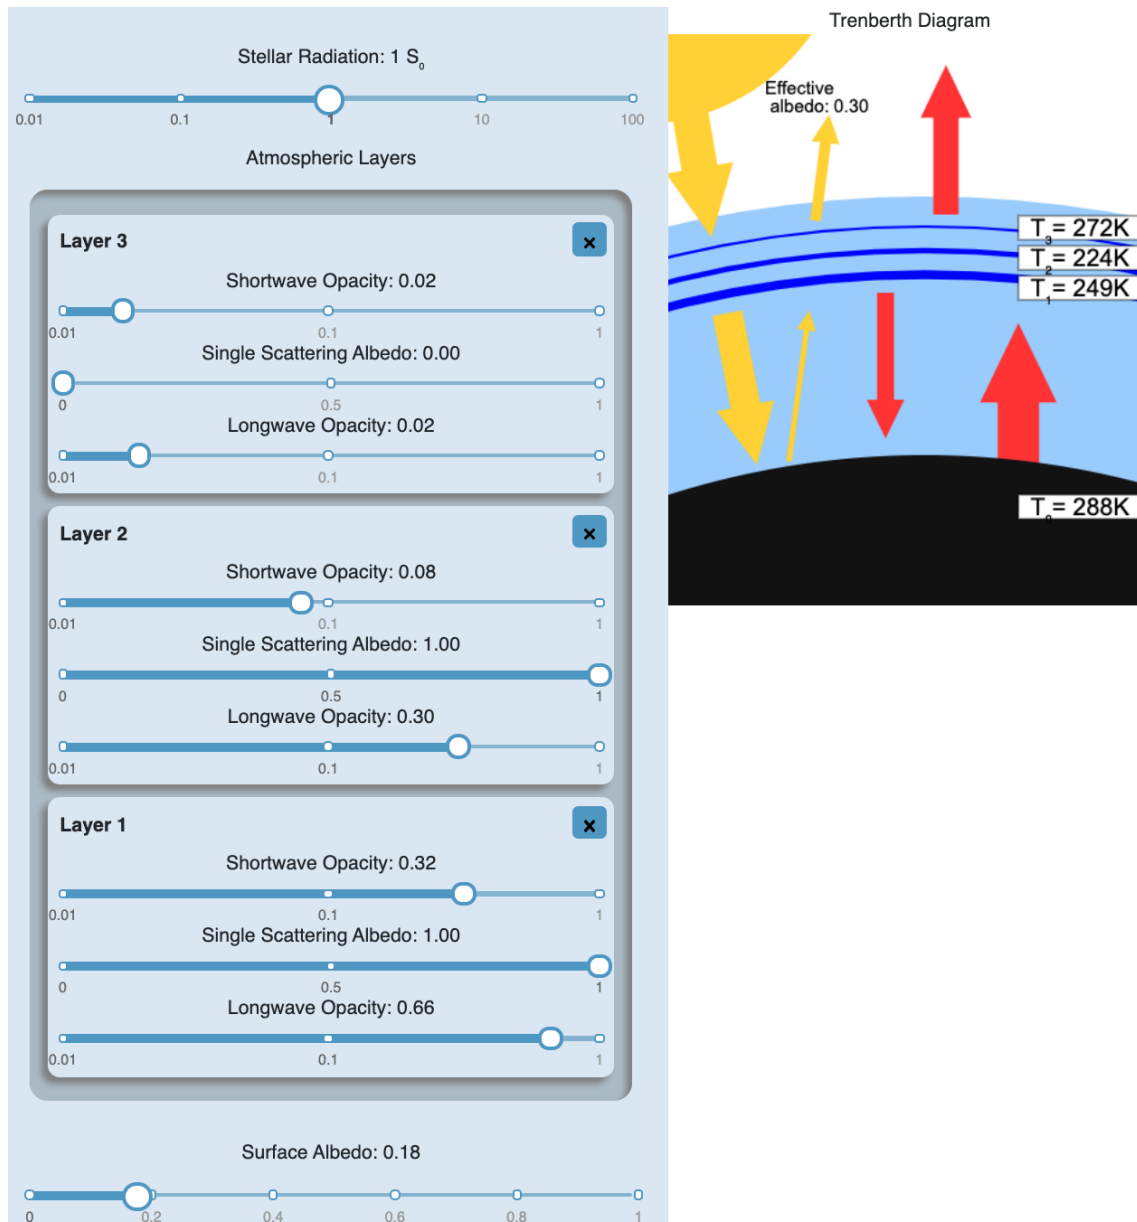 Stellar Radiation: 1 S₀
0.01 0.1 1 10 100
Atmospheric Layers
Layer 3
×
Shortwave Opacity: 0.02
0.01 0.1 1
Single Scattering Albedo: 0.00
0 0.5 1
Longwave Opacity: 0.02
0.01 0.1 1
Layer 2
×
Shortwave Opacity: 0.08
0.01 0.1 1
Single Scattering Albedo: 1.00
0 0.5 1
Longwave Opacity: 0.30
0.01 0.1 1
Layer 1
×
Shortwave Opacity: 0.32
0.01 0.1 1
Single Scattering Albedo: 1.00
0 0.5 1
Longwave Opacity: 0.66
0.01 0.1 1
Surface Albedo: 0.18
0 0.2 0.4 0.6 0.8 1
Trenberth Diagram
Effective
albedo: 0.30
T₃= 272K
T₂= 224K
T₁= 249K
T₀= 288K